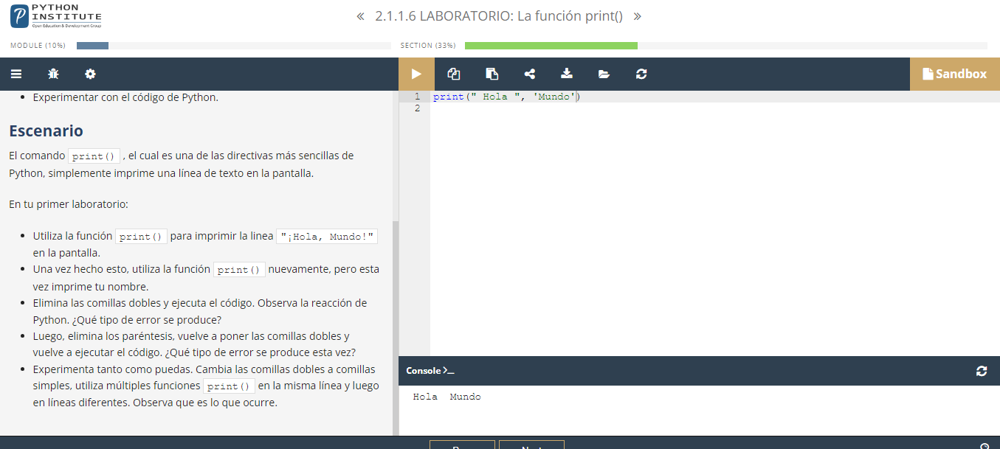 PYTHON
INSTITUTE
Open Education & Development Group
« 2.1.1.6 LABORATORIO: La función print() »
MODULE (10%)
SECTION (33%)
Sandbox
• Experimentar con el código de Python.
Escenario
El comando print() , el cual es una de las directivas más sencillas de
Python, simplemente imprime una línea de texto en la pantalla.
En tu primer laboratorio:
• Utiliza la función print() para imprimir la linea "¡Hola, Mundo!"
en la pantalla.
• Una vez hecho esto, utiliza la función print() nuevamente, pero esta
vez imprime tu nombre.
• Elimina las comillas dobles y ejecuta el código. Observa la reacción de
Python. ¿Qué tipo de error se produce?
• Luego, elimina los paréntesis, vuelve a poner las comillas dobles y
vuelve a ejecutar el código. ¿Qué tipo de error se produce esta vez?
• Experimenta tanto como puedas. Cambia las comillas dobles a comillas
simples, utiliza múltiples funciones print() en la misma línea y luego
en líneas diferentes. Observa que es lo que ocurre.
1 print(" Hola ", 'Mundo')
2
Console >_
Hola  Mundo